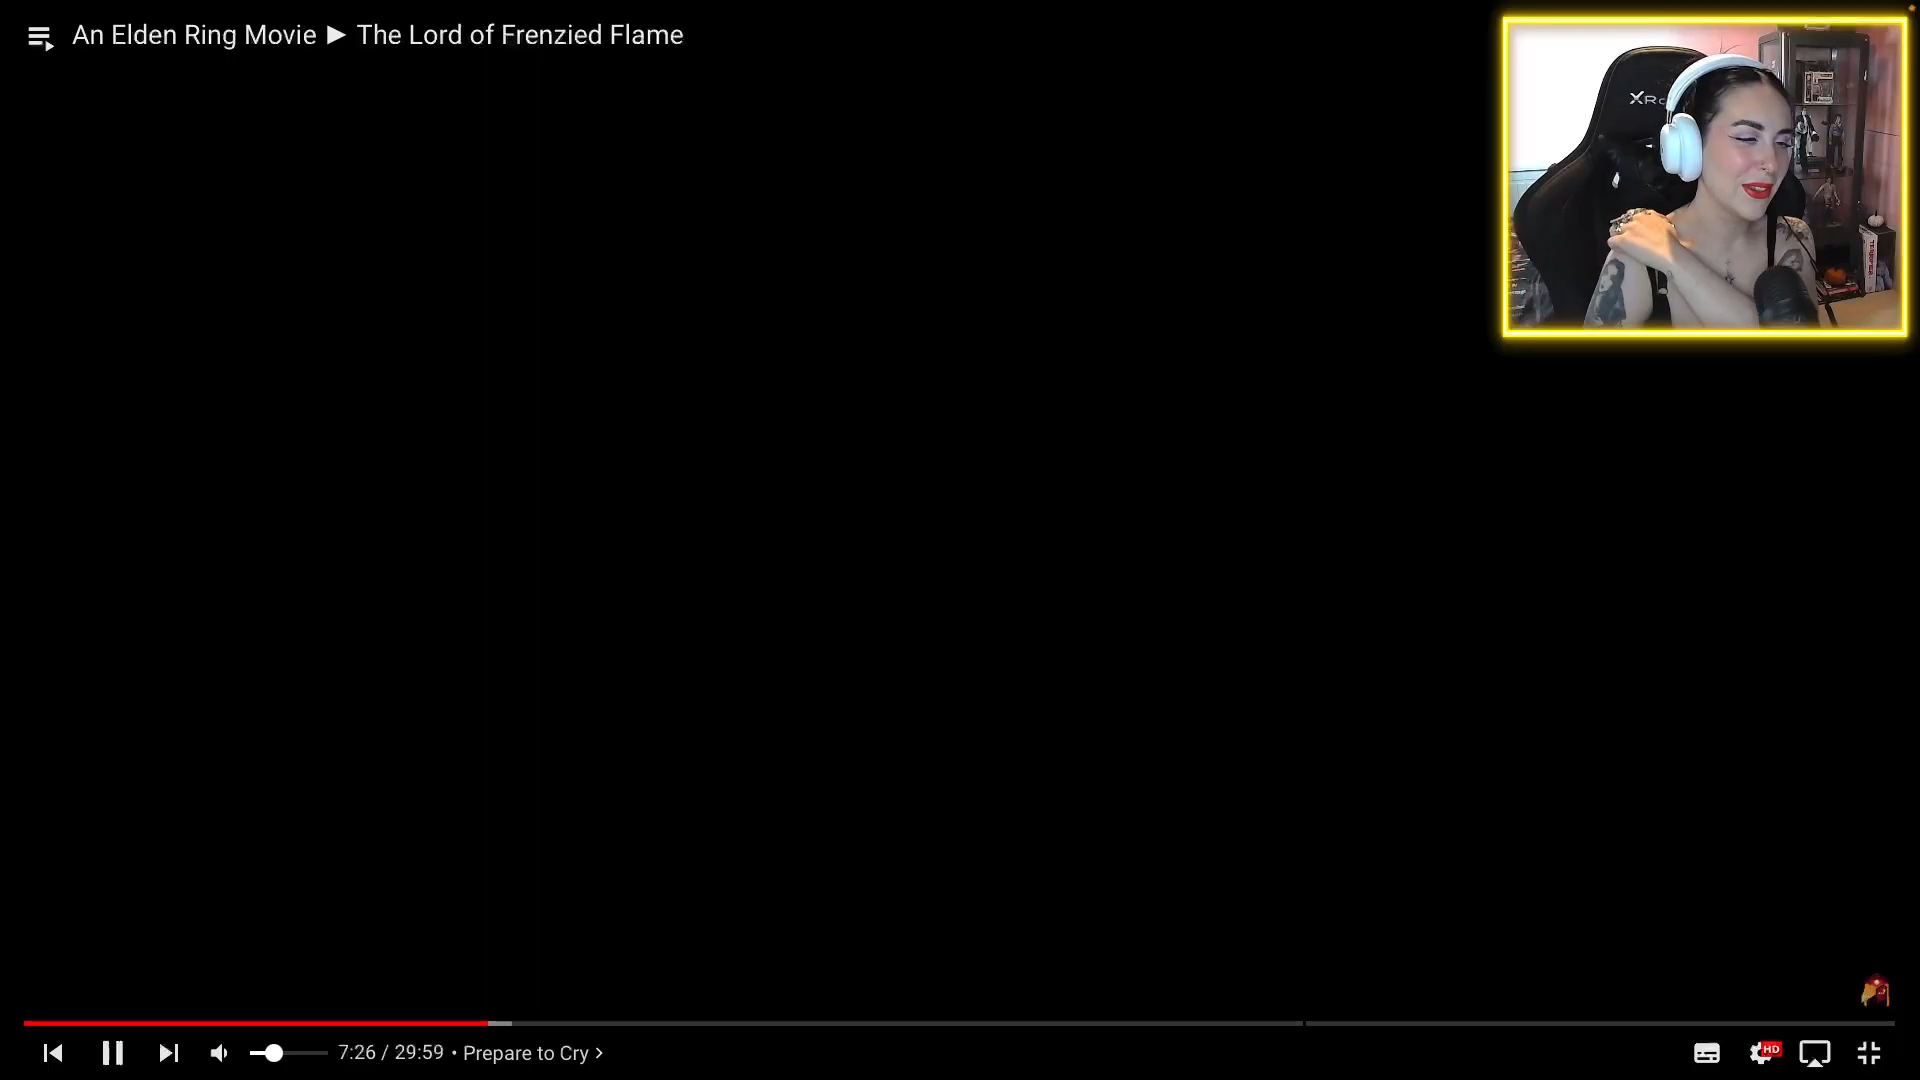 An Elden Ring Movie ► The Lord of Frenzied Flame
7:26 / 29:59 • Prepare to Cry >
HD